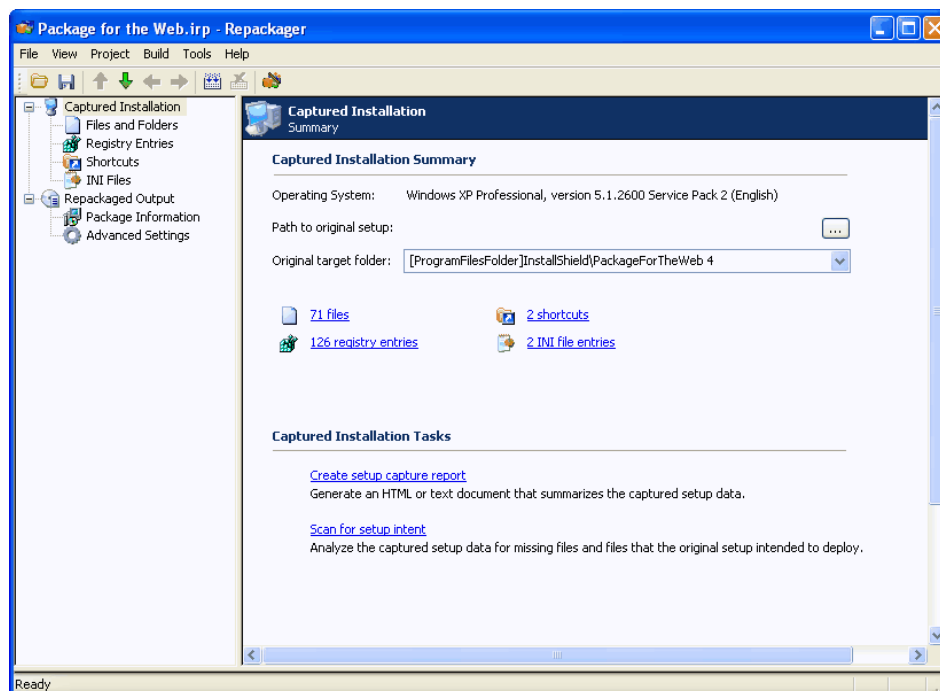 Package for the Web.irp - Repackager
File View Project Build Tools Help
Captured Installation
Files and Folders
Registry Entries
Shortcuts
INI Files
Repackaged Output
Package Information
Advanced Settings
Captured Installation
Summary
Captured Installation Summary
Operating System: Windows XP Professional, version 5.1.2600 Service Pack 2 (English)
Path to original setup: ...
Original target folder: [ProgramFilesFolder]InstallShield\PackageForTheWeb 4
71 files 2 shortcuts
126 registry entries 2 INI file entries
Captured Installation Tasks
Create setup capture report
Generate an HTML or text document that summarizes the captured setup data.
Scan for setup intent
Analyze the captured setup data for missing files and files that the original setup intended to deploy.
Ready